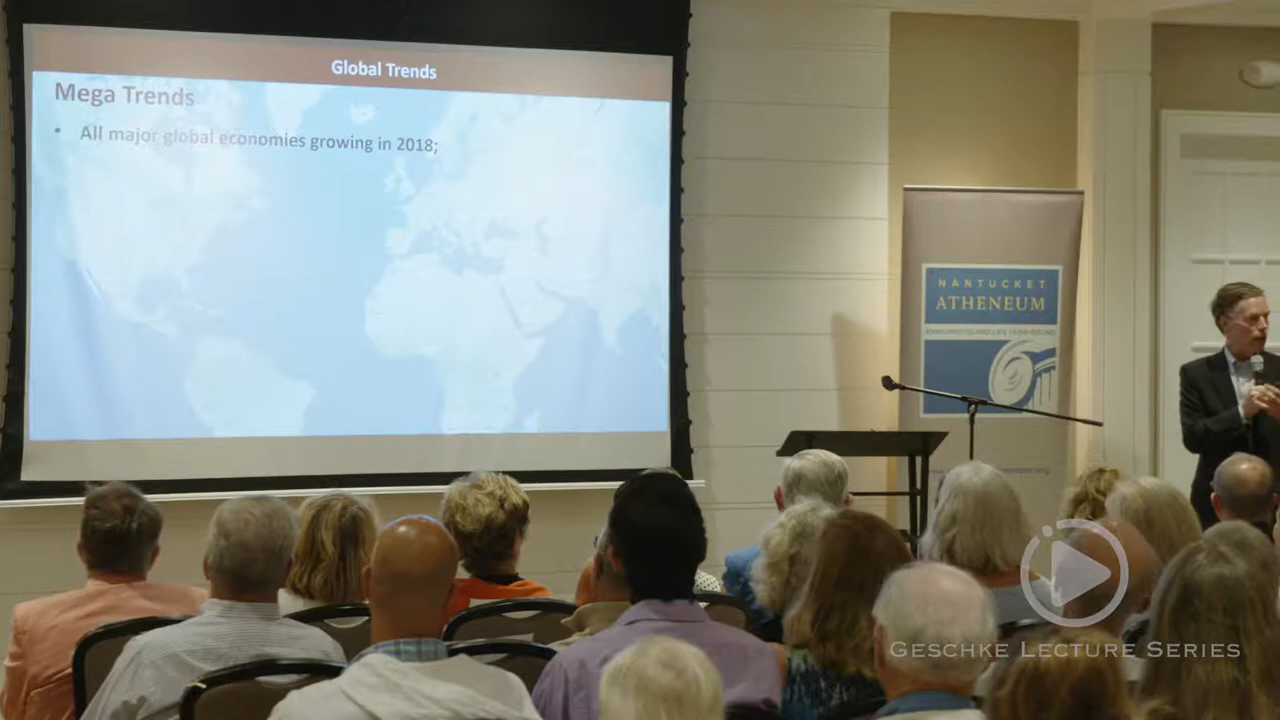 Global Trends
Mega Trends
• All major global economies growing in 2018;
NANTUCKET
ATHENEUM
GESCHKE LECTURE SERIES